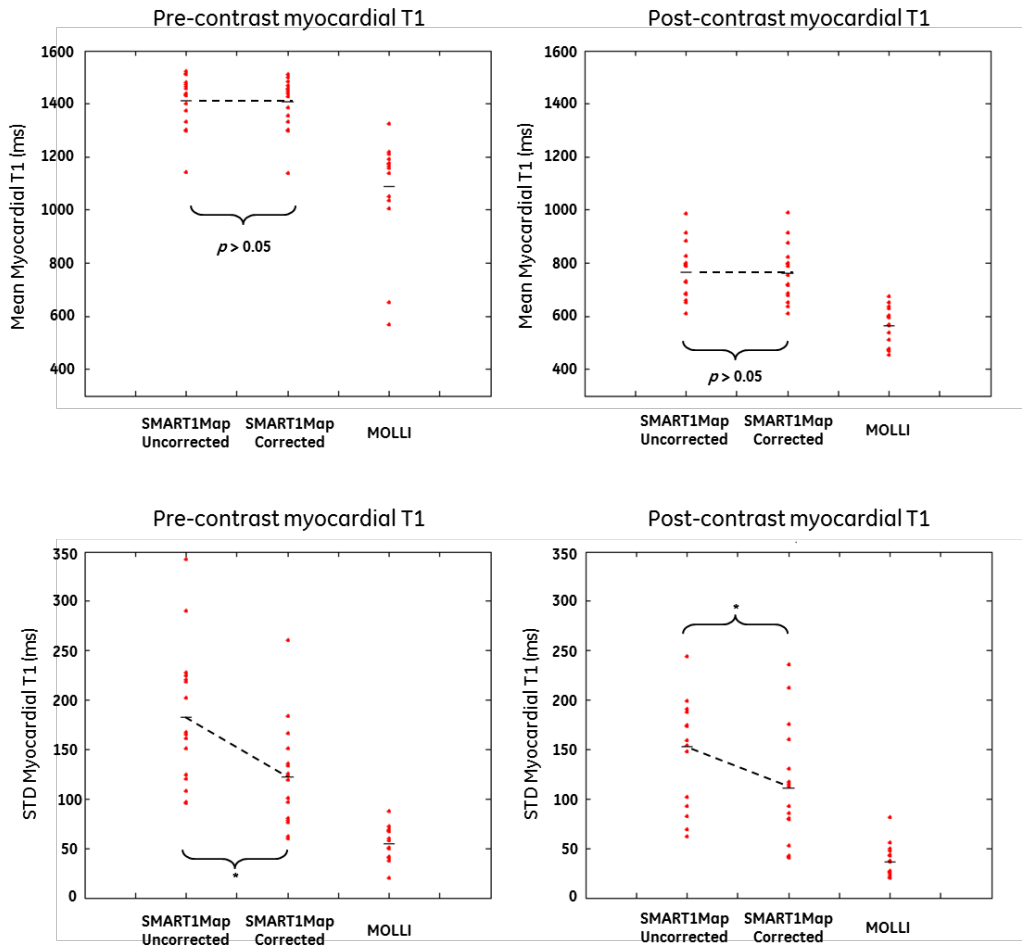 Pre-contrast myocardial T1
Mean Myocardial T1 (ms)
1600
1400
1200
1000
800
600
400
p > 0.05
SMART1Map
Uncorrected
SMART1Map
Corrected
MOLLI
Post-contrast myocardial T1
Mean Myocardial T1 (ms)
1600
1400
1200
1000
800
600
400
p > 0.05
SMART1Map
Uncorrected
SMART1Map
Corrected
MOLLI
Pre-contrast myocardial T1
STD Myocardial T1 (ms)
350
300
250
200
150
100
50
0
*
SMART1Map
Uncorrected
SMART1Map
Corrected
MOLLI
Post-contrast myocardial T1
STD Myocardial T1 (ms)
350
300
250
200
150
100
50
0
*
SMART1Map
Uncorrected
SMART1Map
Corrected
MOLLI